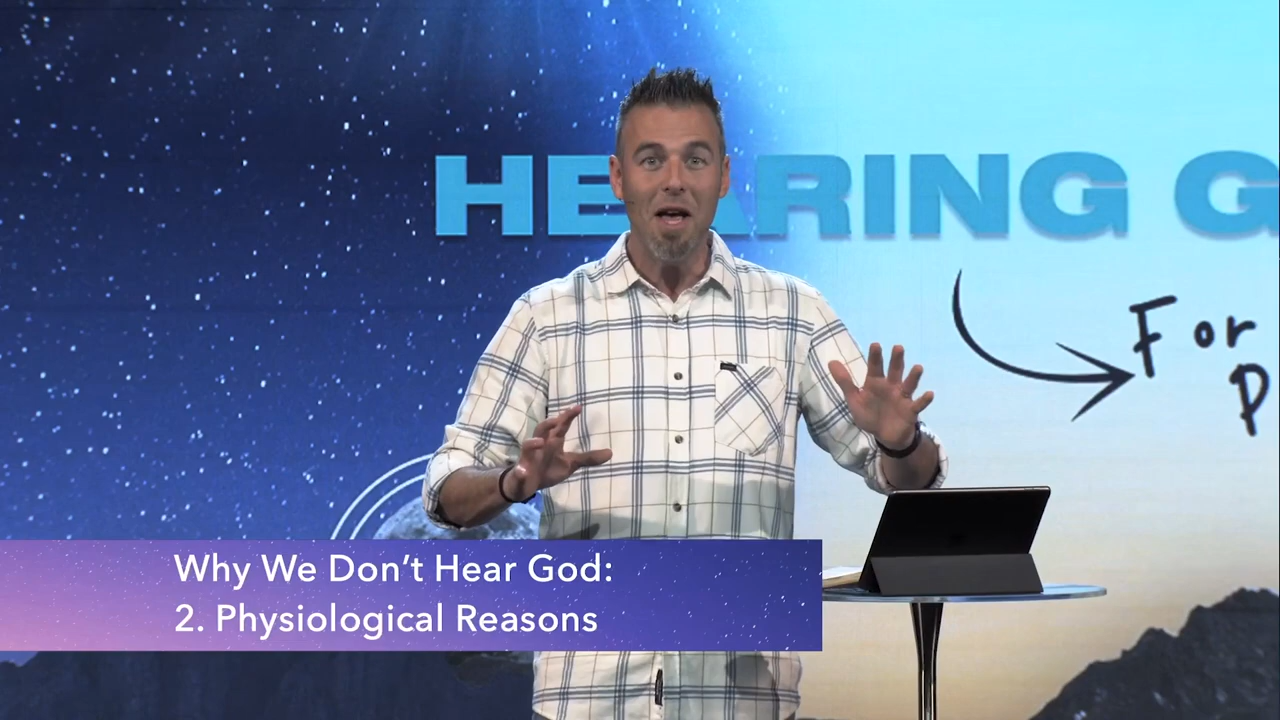 HEARING G
For
P
Why We Don't Hear God:
2. Physiological Reasons